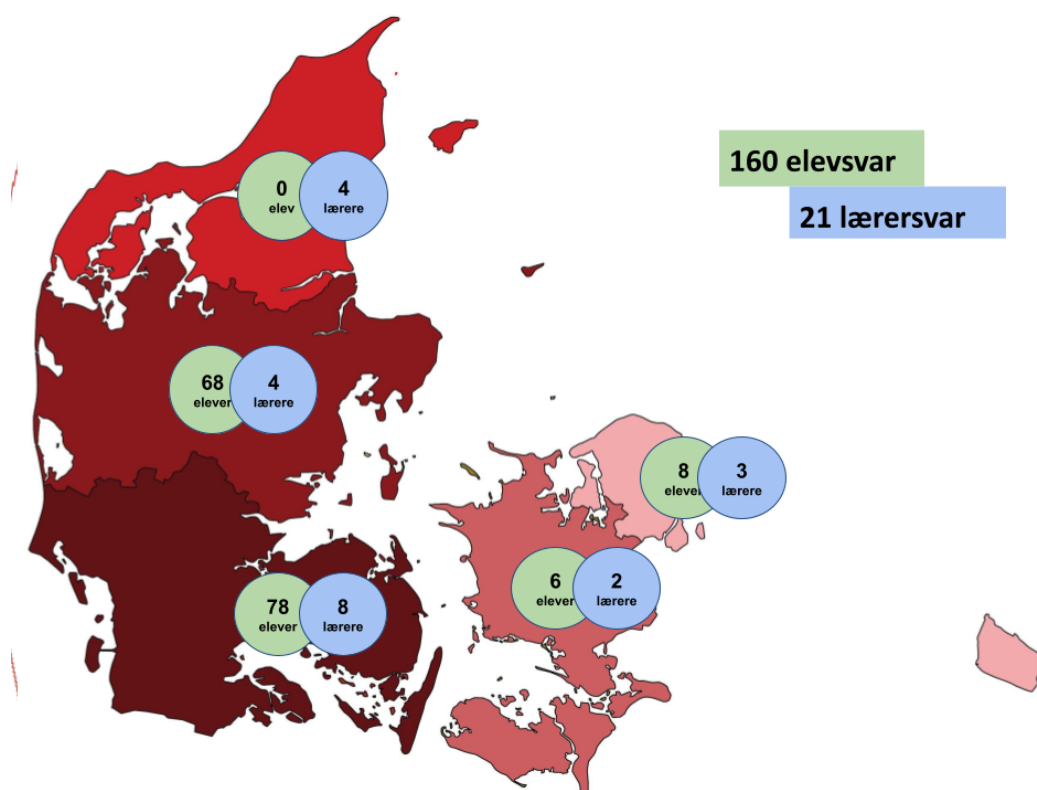 160 elevsvar
21 lærersvar
0
elev
4
lærere
68
elever
4
lærere
8
elever
3
lærere
78
elever
8
lærere
6
elever
2
lærere